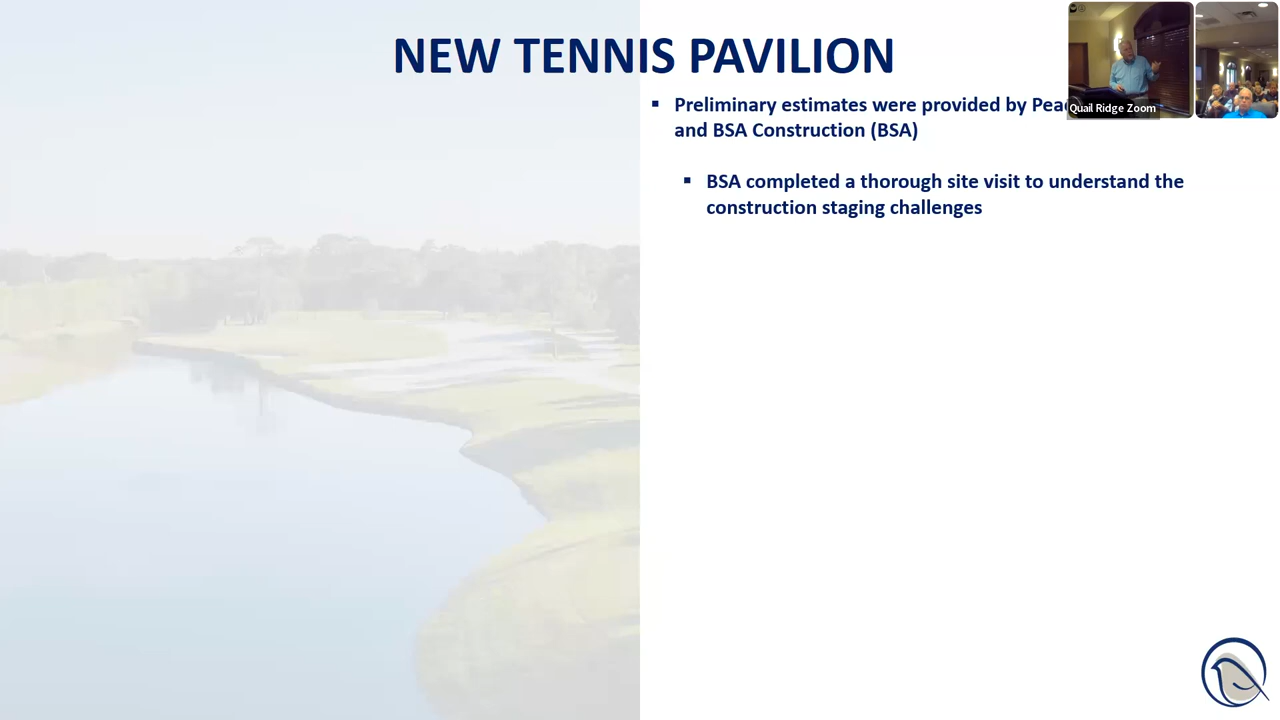 NEW TENNIS PAVILION
▪ Preliminary estimates were provided by
and BSA Construction (BSA)
▪ BSA completed a thorough site visit to understand the
construction staging challenges
Quail Ridge Zoom